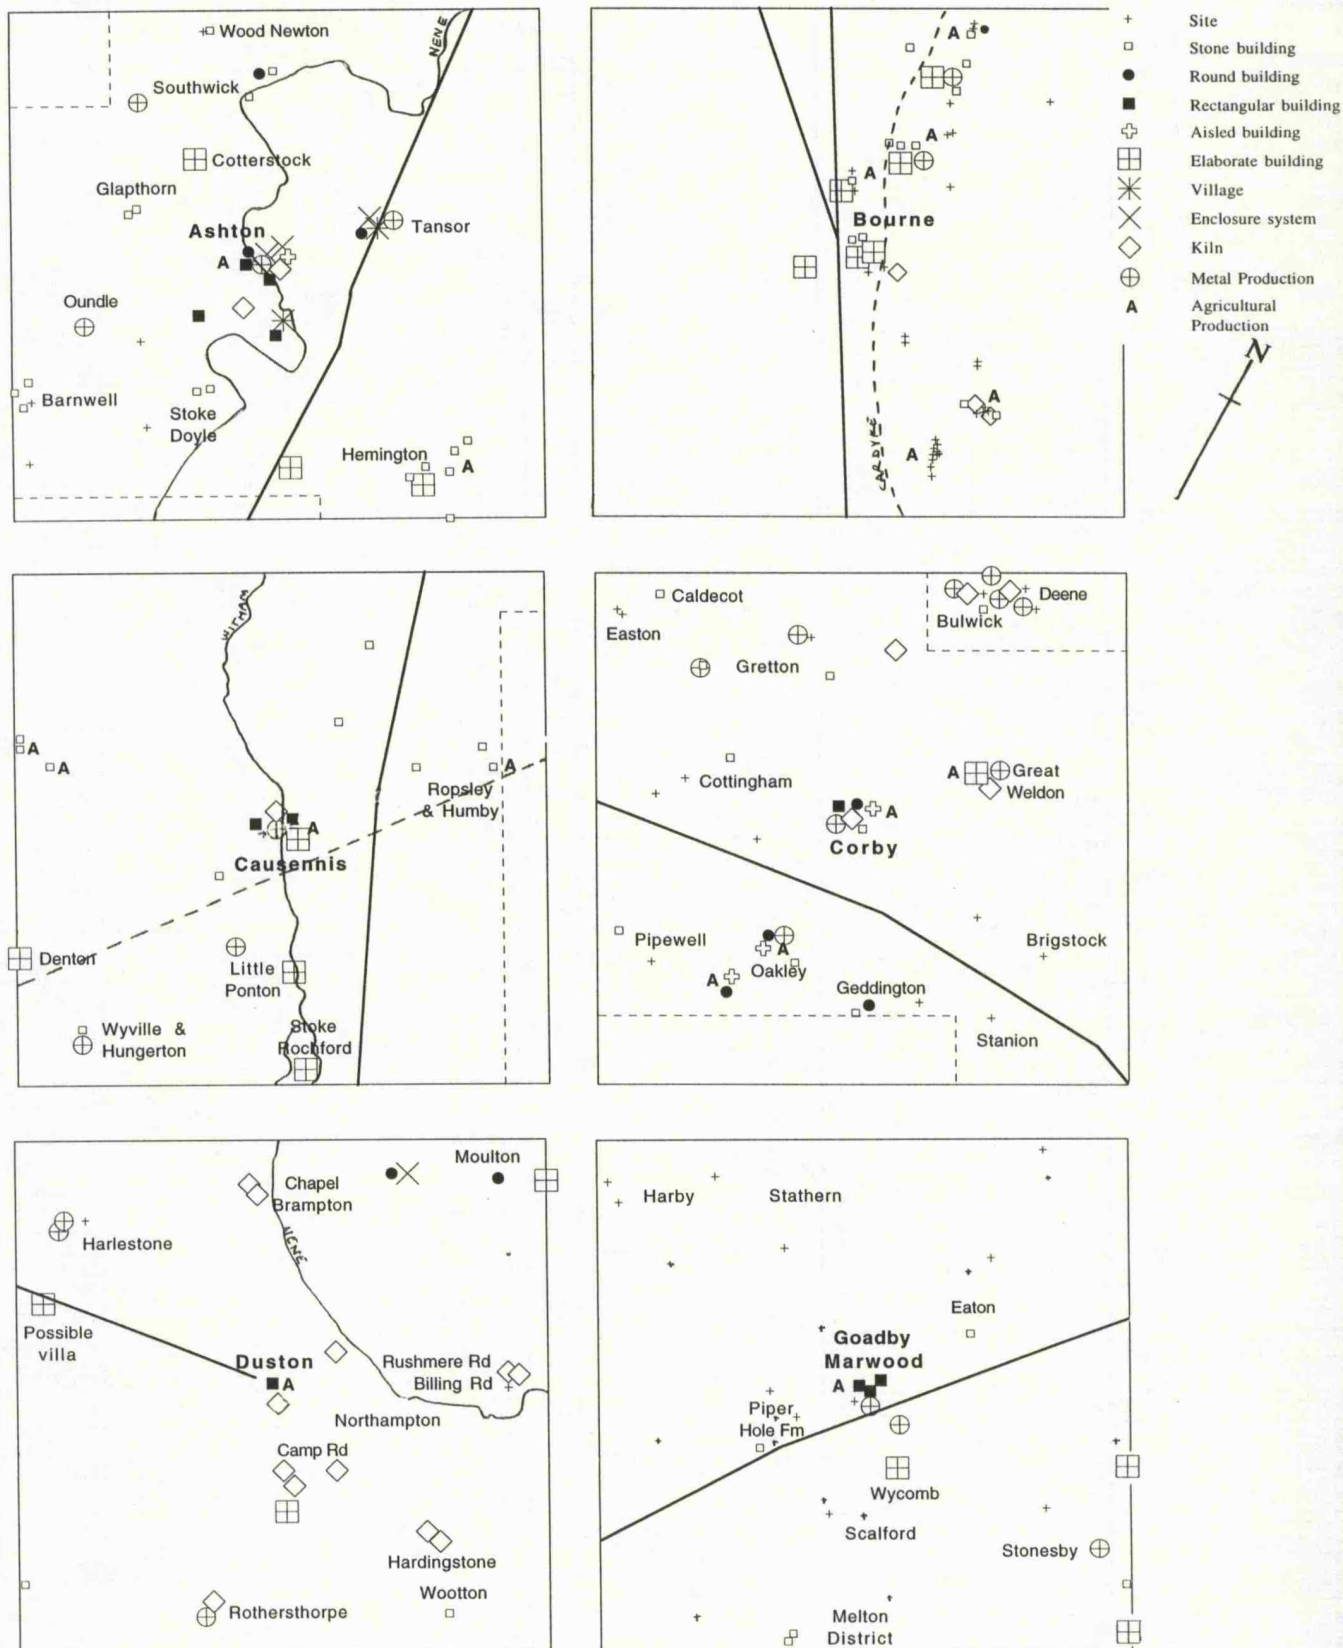 Wood Newton
NENE
Southwick
Cotterstock
Glapthorn
Ashton
Tansor
A
Oundle
Barnwell
Stoke
Doyle
Hemington
A
A
A
A
Bourne
A
A
CARDYKE
Site
Stone building
Round building
Rectangular building
Aisled building
Elaborate building
Village
Enclosure system
Kiln
Metal Production
A Agricultural
Production
N
WITHAM
A
A
A
Ropsley
& Humby
A
Causennis
Denton
Little
Ponton
Wyville &
Hungerton
Stoke
Rochford
Caldecot
Easton
Deene
Bulwick
Gretton
Cottingham
A
Great
Weldon
A
Corby
Pipewell
A
Oakley
A
Brigstock
Geddington
Stanion
Moulton
Chapel
Brampton
NENE
Harlestone
Possible
villa
Duston
A
Rushmere Rd
Billing Rd
Northampton
Camp Rd
Hardingstone
Wootton
Rothersthorpe
Harby
Stathern
Eaton
Goadby
Marwood
A
Piper
Hole Fm
Wycomb
Scalford
Stonesby
Melton
District